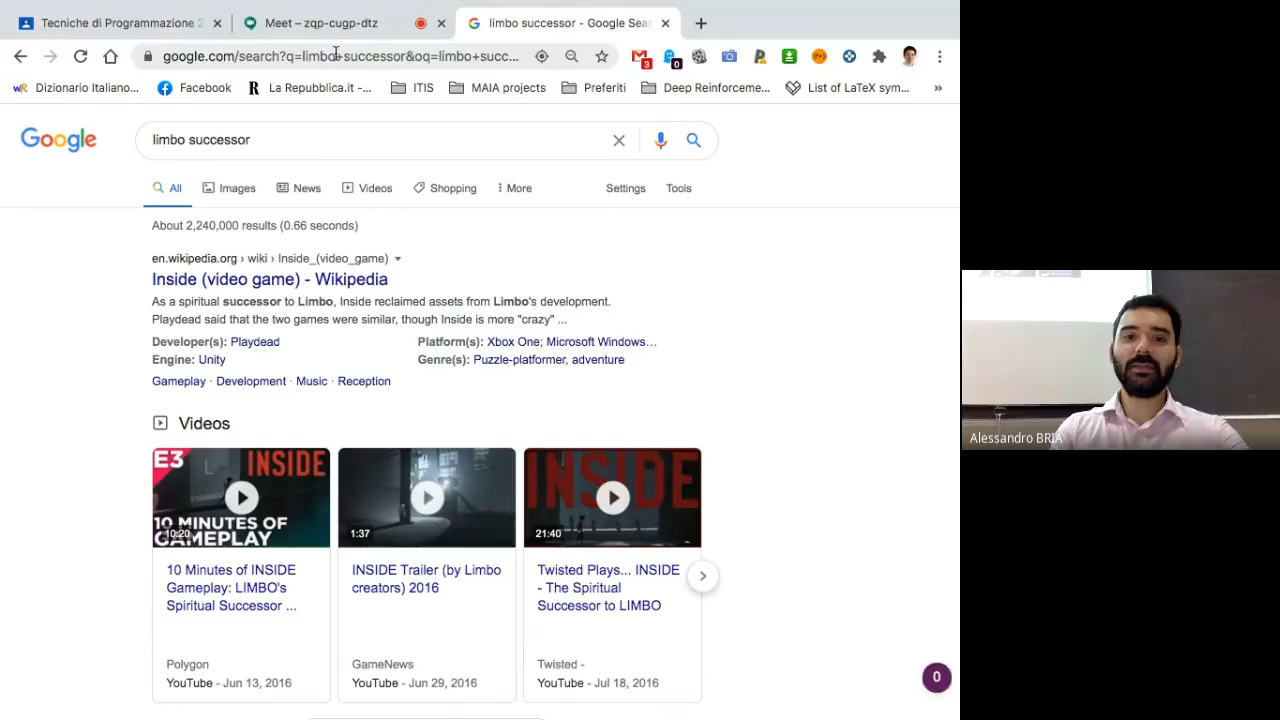 Tecniche di Programmazione 2
Meet – zqp-cugp-dtz
limbo successor - Google Sear
google.com/search?q=limbo+successor&oq=limbo+succ...
3
0
Dizionario Italiano...
Facebook
La Repubblica.it -...
ITIS
MAIA projects
Preferiti
Deep Reinforceme...
List of LaTeX sym...
»
Google
limbo successor
All
Images
News
Videos
Shopping
More
Settings
Tools
About 2,240,000 results (0.66 seconds)
en.wikipedia.org › wiki › Inside_(video_game)
Inside (video game) - Wikipedia
As a spiritual successor to Limbo, Inside reclaimed assets from Limbo's development.
Playdead said that the two games were similar, though Inside is more "crazy" ...
Developer(s): Playdead
Platform(s): Xbox One; Microsoft Windows…
Engine: Unity
Genre(s): Puzzle-platformer, adventure
Gameplay · Development · Music · Reception
Videos
E3 INSIDE
10 MINUTES OF
GAMEPLAY
10:20
1:37
INSIDE
21:40
10 Minutes of INSIDE
Gameplay: LIMBO's
Spiritual Successor ...
Polygon
YouTube - Jun 13, 2016
INSIDE Trailer (by Limbo
creators) 2016
GameNews
YouTube - Jun 29, 2016
Twisted Plays... INSIDE
- The Spiritual
Successor to LIMBO
Twisted -
YouTube - Jul 18, 2016
0
Alessandro BRIA